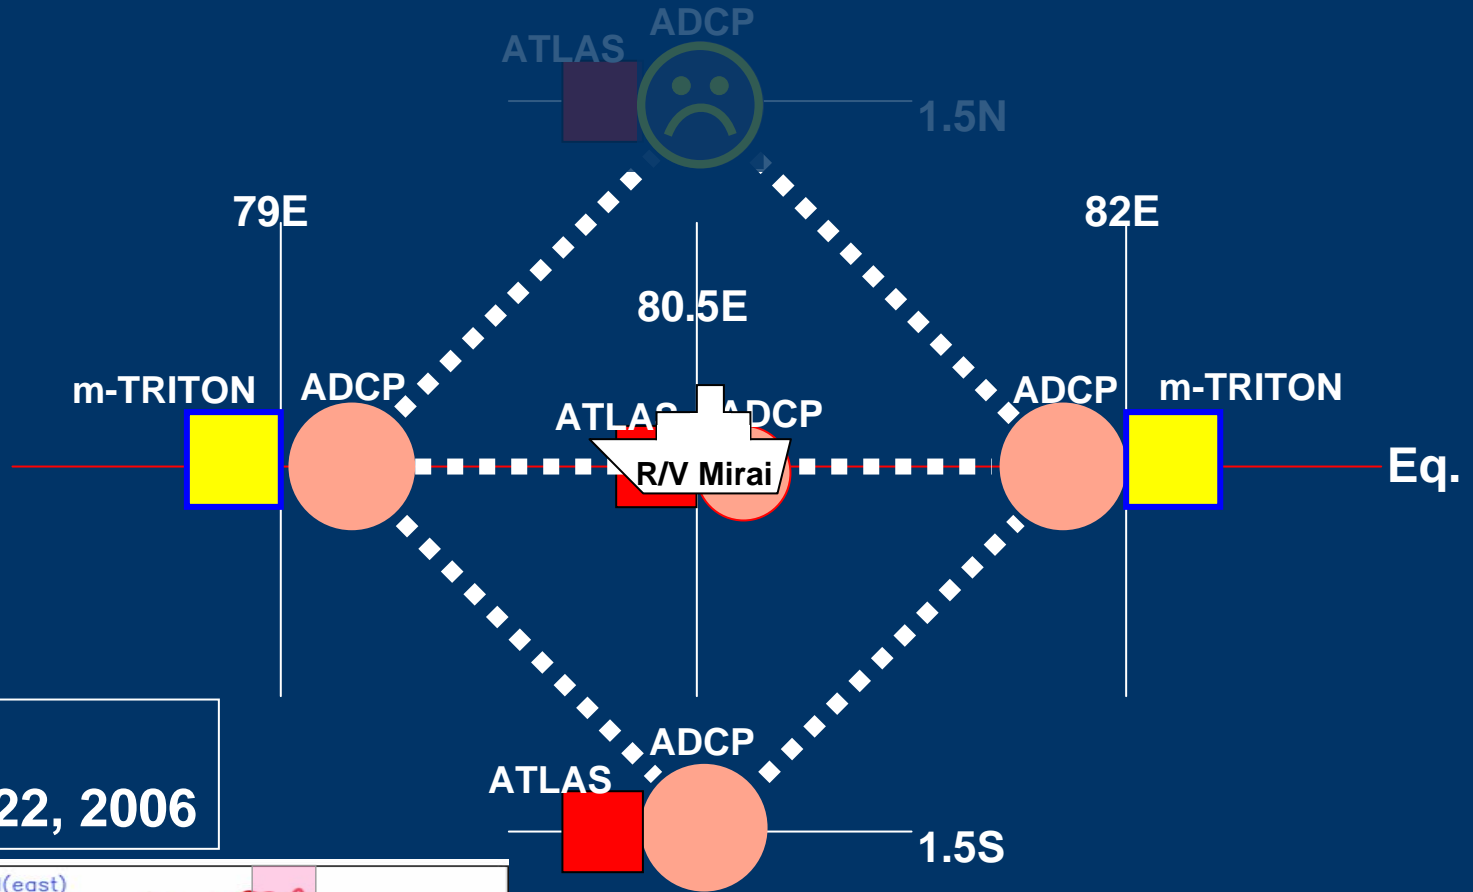 ADCP
ATLAS
1.5N
79E
82E
80.5E
m-TRITON
ADCP
ADCP
m-TRITON
ATLAS
ADCP
R/V Mirai
Eq.
ADCP
ATLAS
22, 2006
1.5S
(east)